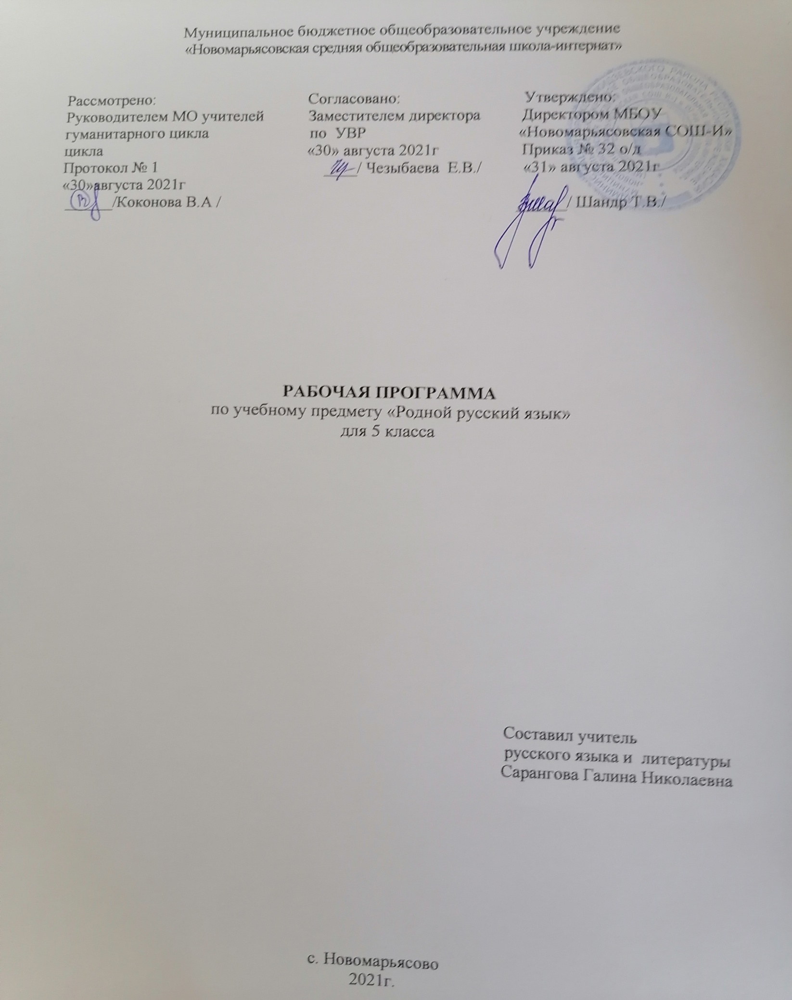 Муниципальное бюджетное общеобразовательное учреждение
«Новомарьясовская средняя общеобразовательная школа-интернат»
Рассмотрено:
Руководителем МО учителей
гуманитарного цикла
цикла
Протокол № 1
«30»августа 2021г
/Коконова В.А /
Согласовано:
Заместителем директора
по УВР
«30» августа 2021г
/ Чезыбаева Е.В./
Утверждено:
Директором МБОУ
«Новомарьясовская СОШ-И»
Приказ № 32 о/д
«31» августа 2021г
/ Шандр Т.В./
РАБОЧАЯ ПРОГРАММА
по учебному предмету «Родной русский язык»
для 5 класса
Составил учитель
русского языка и литературы
Сарангова Галина Николаевна
с. Новомарьясово
2021г.